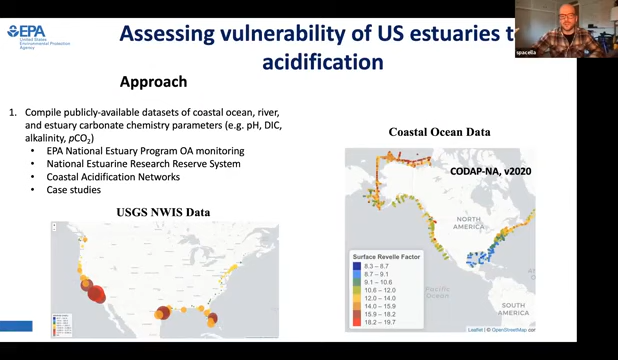 EPA
United States
Environmental Protection
Agency
Assessing vulnerability of US estuaries t
acidification
spacella
Approach
1. Compile publicly-available datasets of coastal ocean, river,
and estuary carbonate chemistry parameters (e.g. pH, DIC,
alkalinity, pCO2)
• EPA National Estuary Program OA monitoring
• National Estuarine Research Reserve System
• Coastal Acidification Networks
• Case studies
USGS NWIS Data
Coastal Ocean Data
CODAP-NA, v2020
NORTH
AMERICA
Surface Revelle Factor
8.3 – 8.7
8.7 – 9.1
9.1 – 10.6
10.6 – 12.0
12.0 – 14.0
14.0 – 15.9
15.9 – 18.2
18.2 – 19.7
Pacific
Ocean
SOUTH
AMERICA
Leaflet | © OpenStreetMap cor